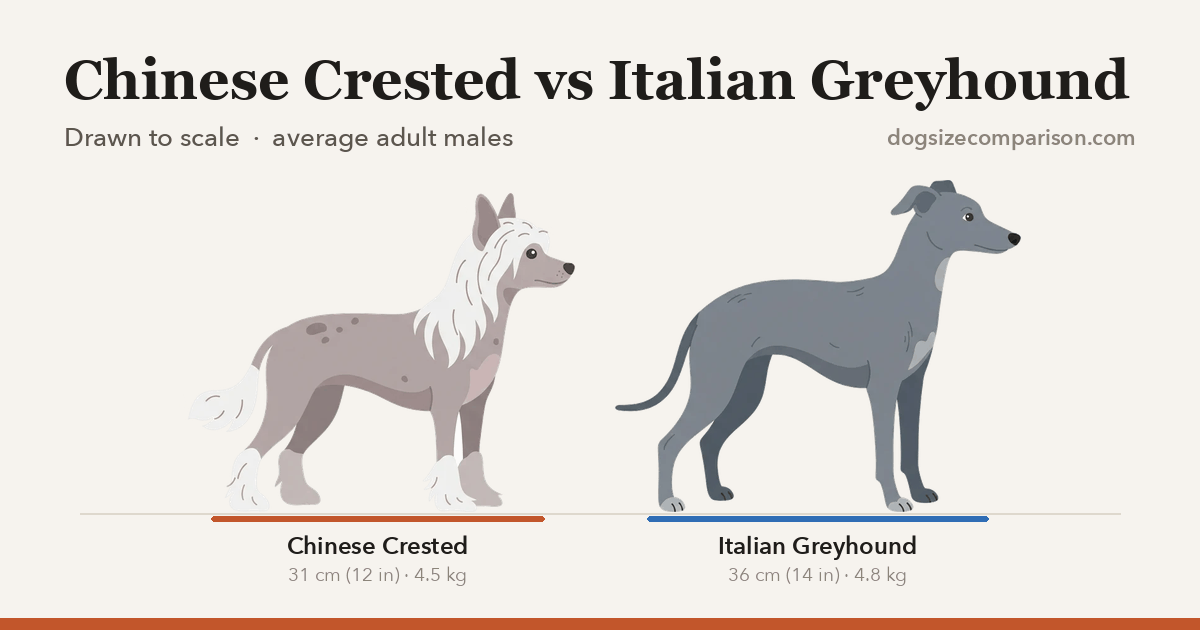 Chinese Crested vs Italian Greyhound
Drawn to scale · average adult males
dogsizecomparison.com
Chinese Crested
31 cm (12 in) · 4.5 kg
Italian Greyhound
36 cm (14 in) · 4.8 kg